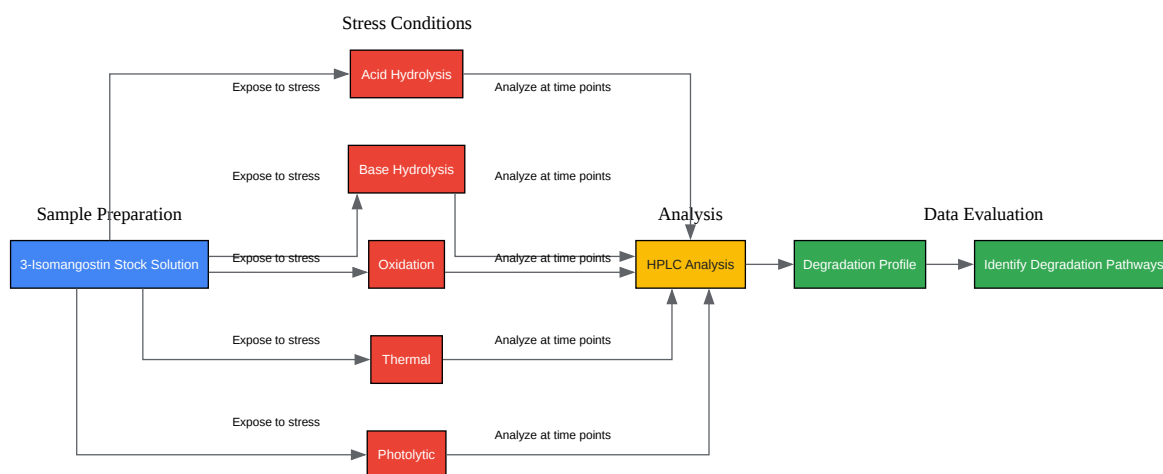 Stress Conditions
Acid Hydrolysis
Expose to stress
Analyze at time points
Base Hydrolysis
Expose to stress
Analyze at time points
Sample Preparation
Analysis
Data Evaluation
3-Isomangostin Stock Solution
Expose to stress
Oxidation
Analyze at time points
HPLC Analysis
Degradation Profile
Identify Degradation Pathways
Expose to stress
Thermal
Analyze at time points
Expose to stress
Photolytic
Analyze at time points